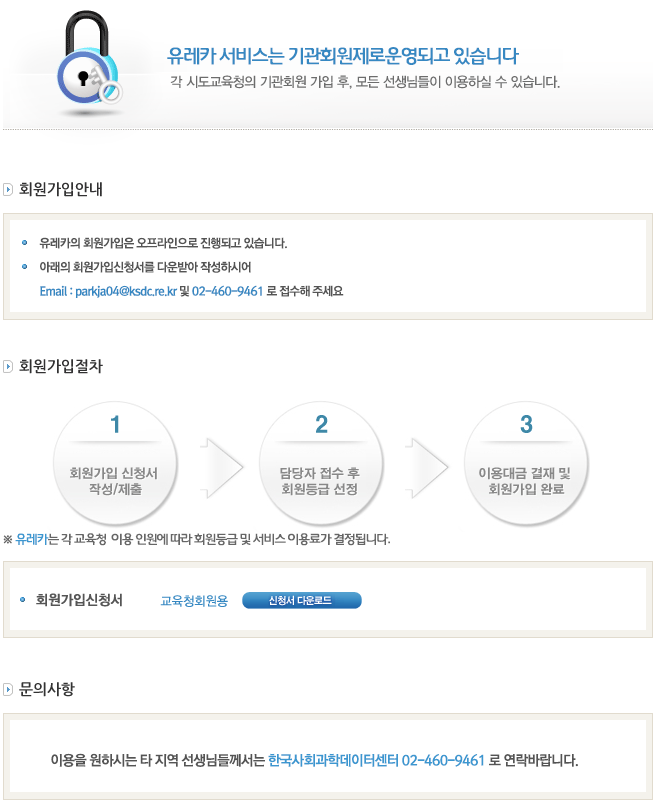 유레카 서비스는 기관회원제로운영되고 있습니다
각 시도교육청의 기관회원 가입 후, 모든 선생님들이 이용하실 수 있습니다.
회원가입안내
유레카의 회원가입은 오프라인으로 진행되고 있습니다.
아래의 회원가입신청서를 다운받아 작성하시어
Email : parkja04@ksdc.re.kr 및 02-460-9461 로 접수해 주세요
회원가입절차
1
회원가입 신청서
작성/제출
2
담당자 접수 후
회원등급 선정
3
이용대금 결재 및
회원가입 완료
※ 유레카는 각 교육청 이용 인원에 따라 회원등급 및 서비스 이용료가 결정됩니다.
회원가입신청서 교육청회원용 신청서 다운로드
문의사항
이용을 원하시는 타 지역 선생님들께서는 한국사회과학데이터센터 02-460-9461 로 연락바랍니다.